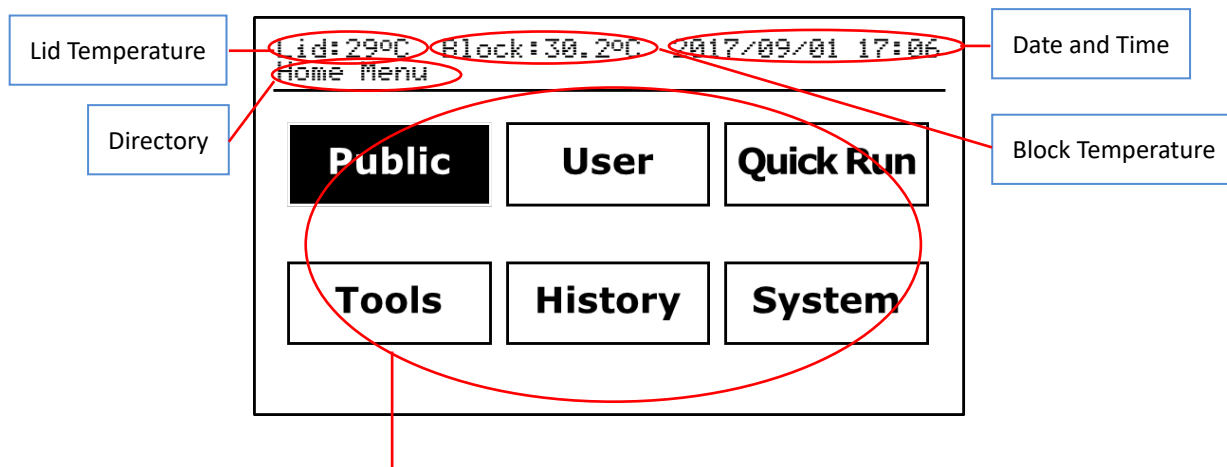 Lid Temperature
Lid:29ºC Block:30.2ºC 2017/09/01 17:06
Date and Time
Home Menu
Directory
Block Temperature
Public User Quick Run
Tools History System